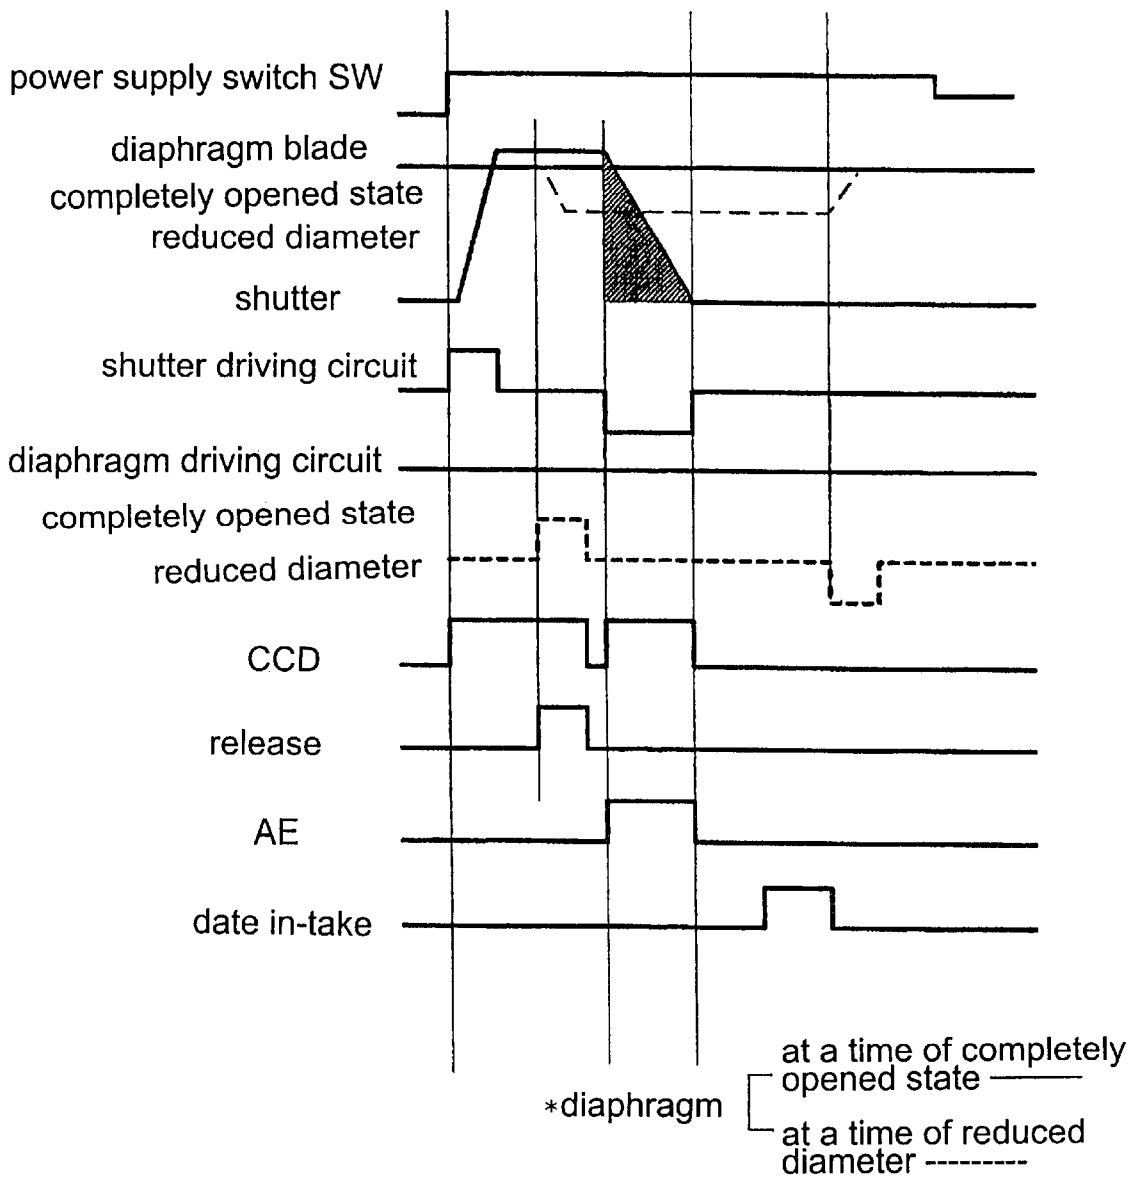 power supply switch SW
diaphragm blade
completely opened state
reduced diameter
shutter
shutter driving circuit
diaphragm driving circuit
completely opened state
reduced diameter
CCD
release
AE
date in-take
at a time of completely
opened state
*diaphragm
at a time of reduced
diameter